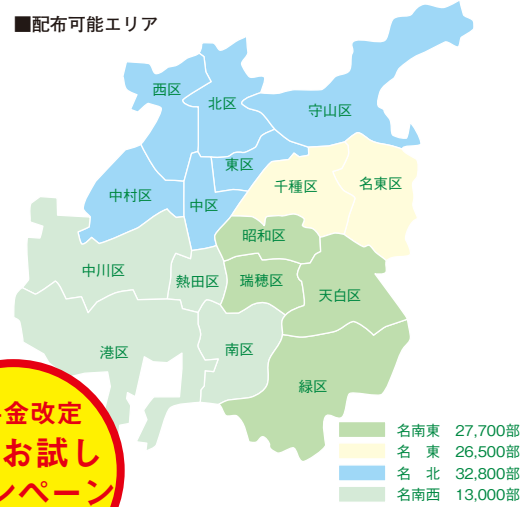 ■配布可能エリア
西区
北区
守山区
東区
千種区
名東区
中村区
中区
昭和区
中川区
熱田区
瑞穂区
天白区
港区
南区
緑区
金改定
お試し
ンペーン
名南東 27,700部
名 東 26,500部
名 北 32,800部
名南西 13,000部